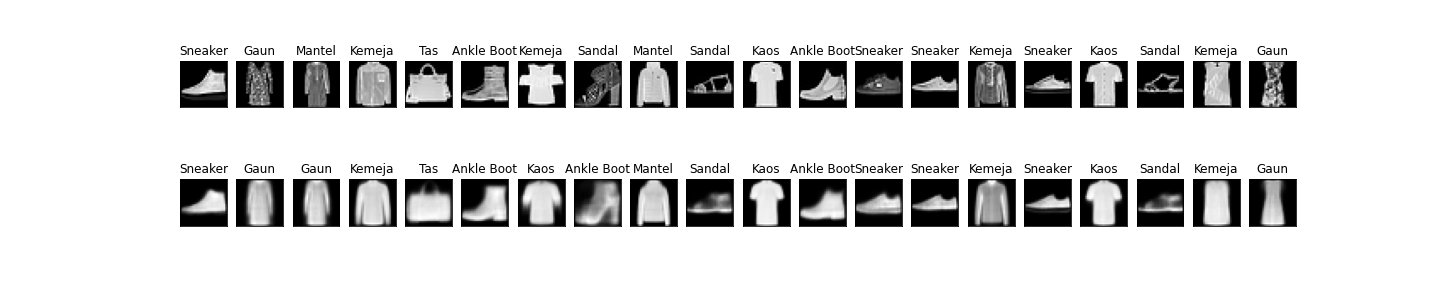 Sneaker Gaun Mantel Kemeja Tas Ankle Boot Kemeja Sandal Mantel Sandal Kaos Ankle Boot Sneaker Sneaker Kemeja Sneaker Kaos Sandal Kemeja Gaun
Sneaker Gaun Gaun Kemeja Tas Ankle Boot Kaos Ankle Boot Mantel Sandal Kaos Ankle Boot Sneaker Sneaker Kemeja Sneaker Kaos Sandal Kemeja Gaun